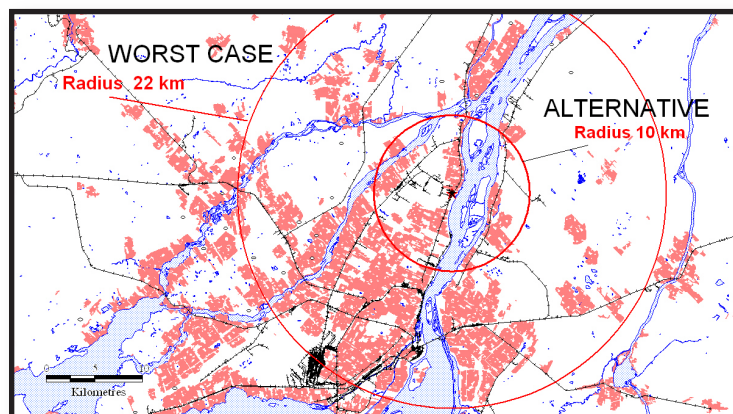 WORST CASE
Radius 22 km
ALTERNATIVE
Radius 10 km
Kilometres